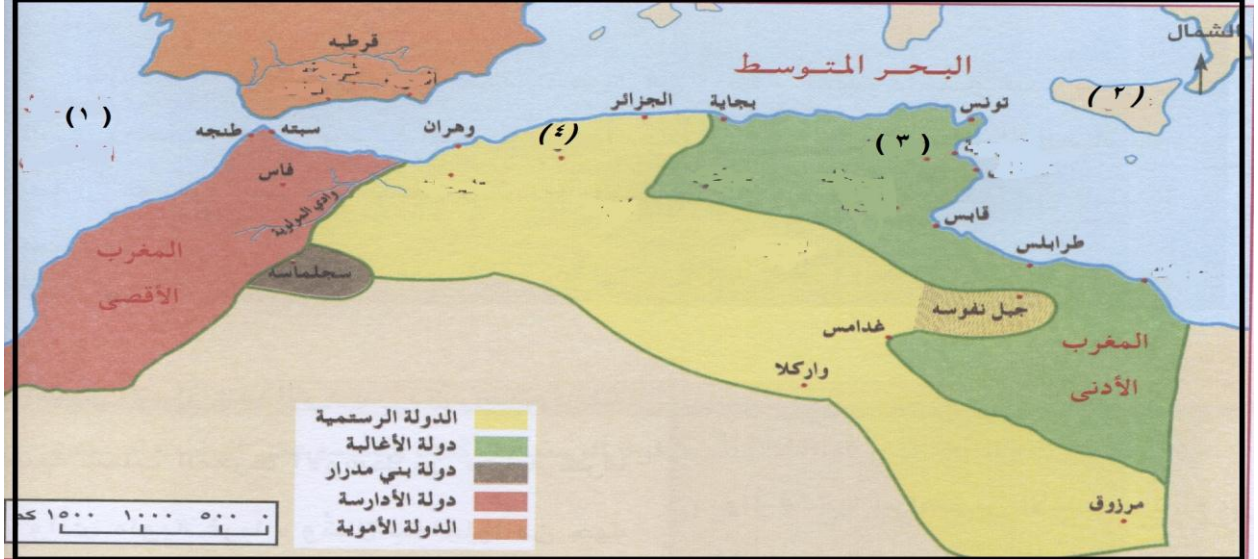 الشمال
البحر المتوسط
قرطبه
( ١ )
( ٢ )
( ٣ )
(٤)
تونس
بجاية
الجزائر
وهران
سبته
طنجه
فاس
وادي الملوية
قابس
طرابلس
المغرب
الأقصى
سجلماسه
جبل نفوسه
غدامس
واركلا
المغرب
الأدنى
مرزوق
الدولة الرستمية
دولة الأغالبة
دولة بني مدرار
دولة الأدارسة
الدولة الأموية
٠ ٥٠٠ ١٠٠٠ ١٥٠٠ كم